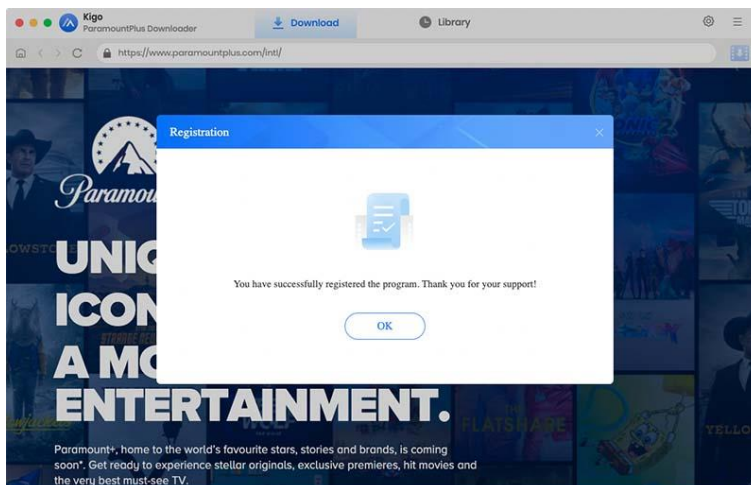 Kigo
ParamountPlus Downloader
Download
Library
https://www.paramountplus.com/intl/
Registration
Paramou
UNIQ
ICON
A MO
ENTERTAINMENT.
You have successfully registered the program. Thank you for your support!
OK
FLATSHARE
YELLO
Paramount+, home to the world's favourite stars, stories and brands, is coming
soon*. Get ready to experience stellar originals, exclusive premieres, hit movies and
the very best must-see TV.